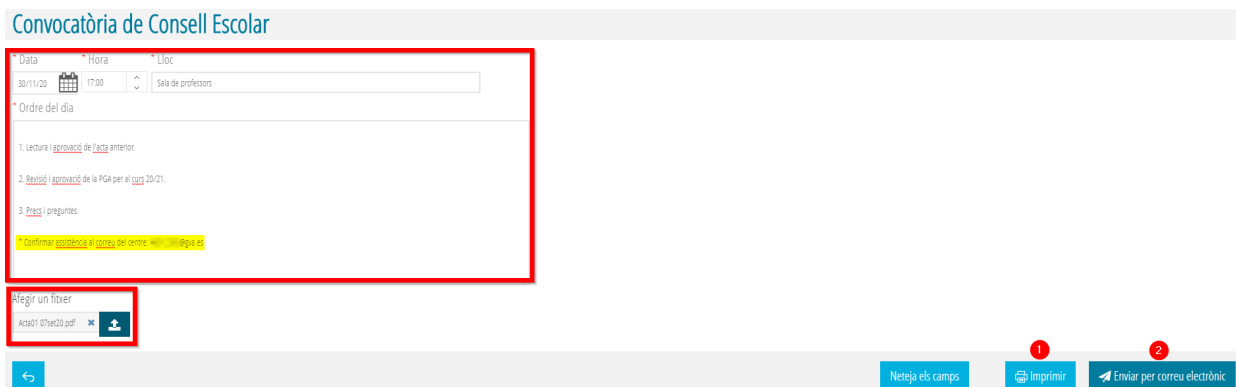 Convocatòria de Consell Escolar
* Data * Hora * Lloc
30/11/20 17:00 Sala de professors
* Ordre del dia
1. Lectura i aprovació de l'acta anterior.
2. Revisió i aprovació de la PGA per al curs 20/21.
3. Precs i preguntes.
* Confirmar assistència al correu del centre: @gva.es
Afegir un fitxer
Acta01 07set20.pdf
1 2
Neteja els camps Imprimir Enviar per correu electrònic